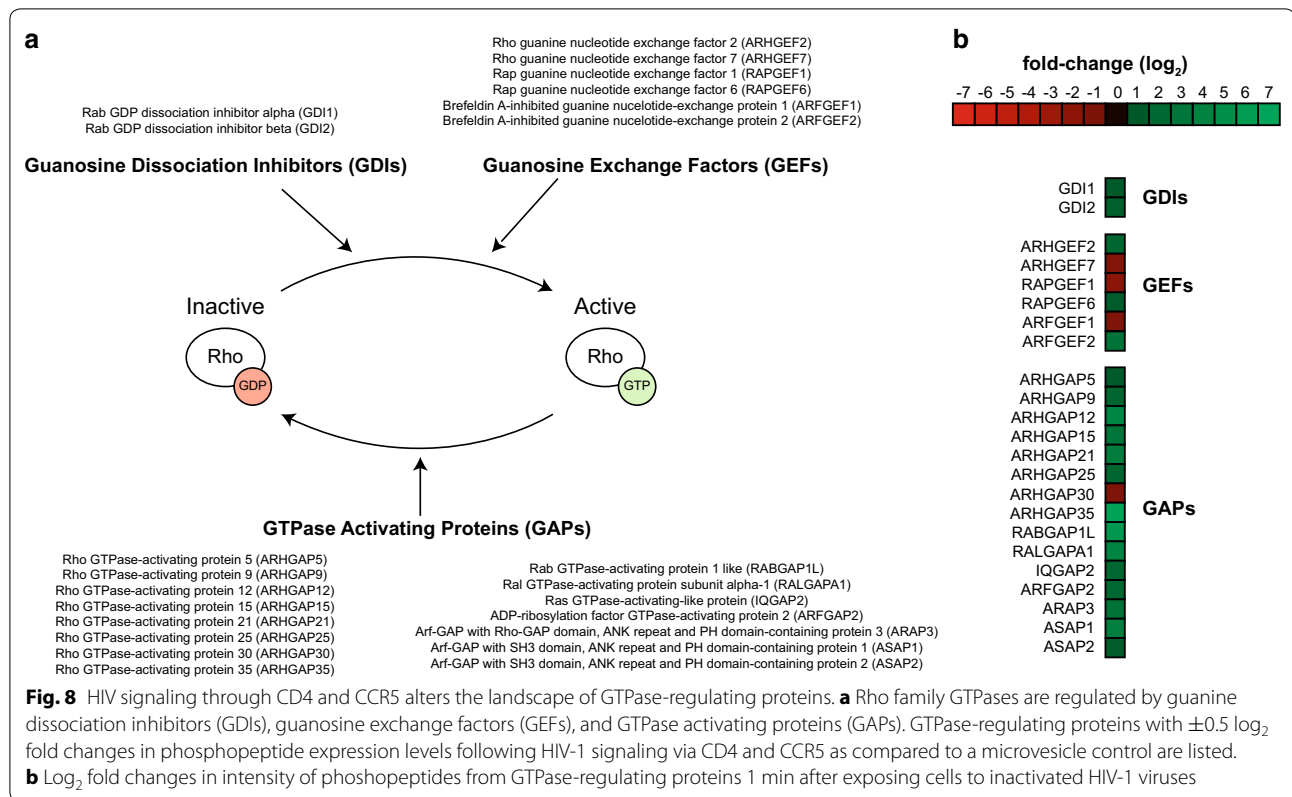 a
Rho guanine nucleotide exchange factor 2 (ARHGEF2)
Rho guanine nucleotide exchange factor 7 (ARHGEF7)
Rap guanine nucleotide exchange factor 1 (RAPGEF1)
Rap guanine nucleotide exchange factor 6 (RAPGEF6)
Brefeldin A-inhibited guanine nucelotide-exchange protein 1 (ARFGEF1)
Brefeldin A-inhibited guanine nucelotide-exchange protein 2 (ARFGEF2)
Rab GDP dissociation inhibitor alpha (GDI1)
Rab GDP dissociation inhibitor beta (GDI2)
Guanosine Dissociation Inhibitors (GDIs)
Guanosine Exchange Factors (GEFs)
Inactive
Rho
GDP
Active
Rho
GTP
GTPase Activating Proteins (GAPs)
Rho GTPase-activating protein 5 (ARHGAP5)
Rho GTPase-activating protein 9 (ARHGAP9)
Rho GTPase-activating protein 12 (ARHGAP12)
Rho GTPase-activating protein 15 (ARHGAP15)
Rho GTPase-activating protein 21 (ARHGAP21)
Rho GTPase-activating protein 25 (ARHGAP25)
Rho GTPase-activating protein 30 (ARHGAP30)
Rho GTPase-activating protein 35 (ARHGAP35)
Rab GTPase-activating protein 1 like (RABGAP1L)
Ral GTPase-activating protein subunit alpha-1 (RALGAPA1)
Ras GTPase-activating-like protein (IQGAP2)
ADP-ribosylation factor GTPase-activating protein 2 (ARFGAP2)
Arf-GAP with Rho-GAP domain, ANK repeat and PH domain-containing protein 3 (ARAP3)
Arf-GAP with SH3 domain, ANK repeat and PH domain-containing protein 1 (ASAP1)
Arf-GAP with SH3 domain, ANK repeat and PH domain-containing protein 2 (ASAP2)
b
fold-change (log2)
-7 -6 -5 -4 -3 -2 -1 0 1 2 3 4 5 6 7
GDI1
GDI2
GDIs
ARHGEF2
ARHGEF7
RAPGEF1
RAPGEF6
ARFGEF1
ARFGEF2
GEFs
ARHGAP5
ARHGAP9
ARHGAP12
ARHGAP15
ARHGAP21
ARHGAP25
ARHGAP30
ARHGAP35
RABGAP1L
RALGAPA1
IQGAP2
ARFGAP2
ARAP3
ASAP1
ASAP2
GAPs
Fig. 8 HIV signaling through CD4 and CCR5 alters the landscape of GTPase-regulating proteins. a Rho family GTPases are regulated by guanine
dissociation inhibitors (GDIs), guanosine exchange factors (GEFs), and GTPase activating proteins (GAPs). GTPase-regulating proteins with ±0.5 log2
fold changes in phosphopeptide expression levels following HIV-1 signaling via CD4 and CCR5 as compared to a microvesicle control are listed.
b Log2 fold changes in intensity of phoshopeptides from GTPase-regulating proteins 1 min after exposing cells to inactivated HIV-1 viruses